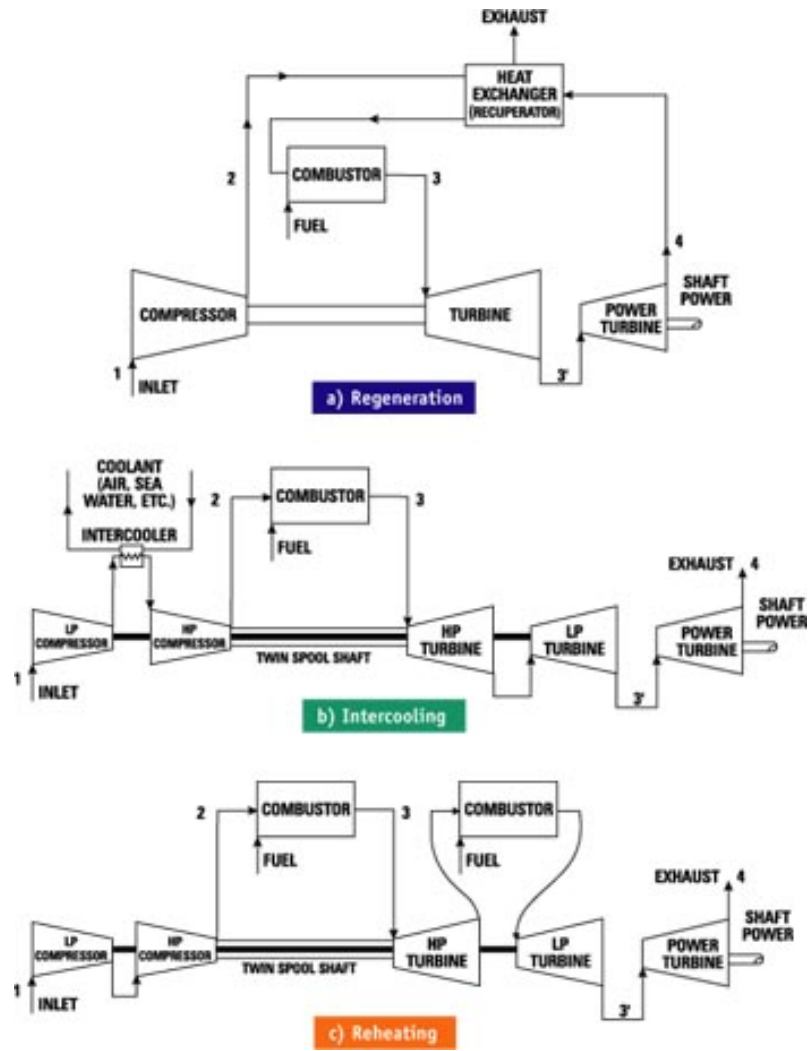 EXHAUST
HEAT
EXCHANGER
(RECUPERATOR)
2
COMBUSTOR
3
FUEL
4
SHAFT
POWER
COMPRESSOR
TURBINE
POWER
TURBINE
1
INLET
3'
a) Regeneration
COOLANT
(AIR, SEA
WATER, ETC.)
INTERCOOLER
2
COMBUSTOR
3
FUEL
EXHAUST
4
SHAFT
POWER
LP
COMPRESSOR
HP
COMPRESSOR
TWIN SPOOL SHAFT
HP
TURBINE
LP
TURBINE
POWER
TURBINE
1
INLET
3'
b) Intercooling
2
COMBUSTOR
3
COMBUSTOR
FUEL
FUEL
EXHAUST
4
SHAFT
POWER
LP
COMPRESSOR
HP
COMPRESSOR
TWIN SPOOL SHAFT
HP
TURBINE
LP
TURBINE
POWER
TURBINE
1
INLET
3'
c) Reheating